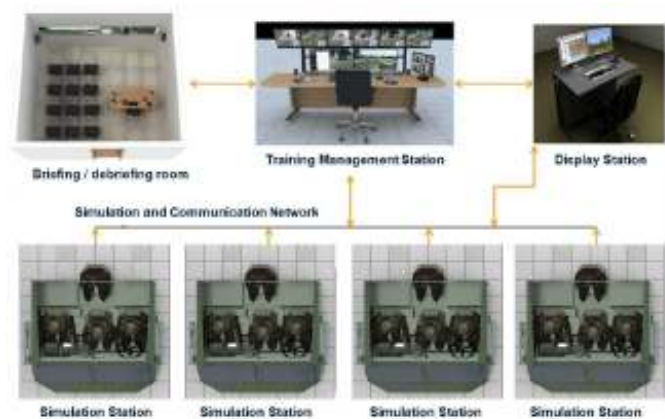 Briefing / debriefing room
Training Management Station
Display Station
Simulation and Communication Network
Simulation Station
Simulation Station
Simulation Station
Simulation Station